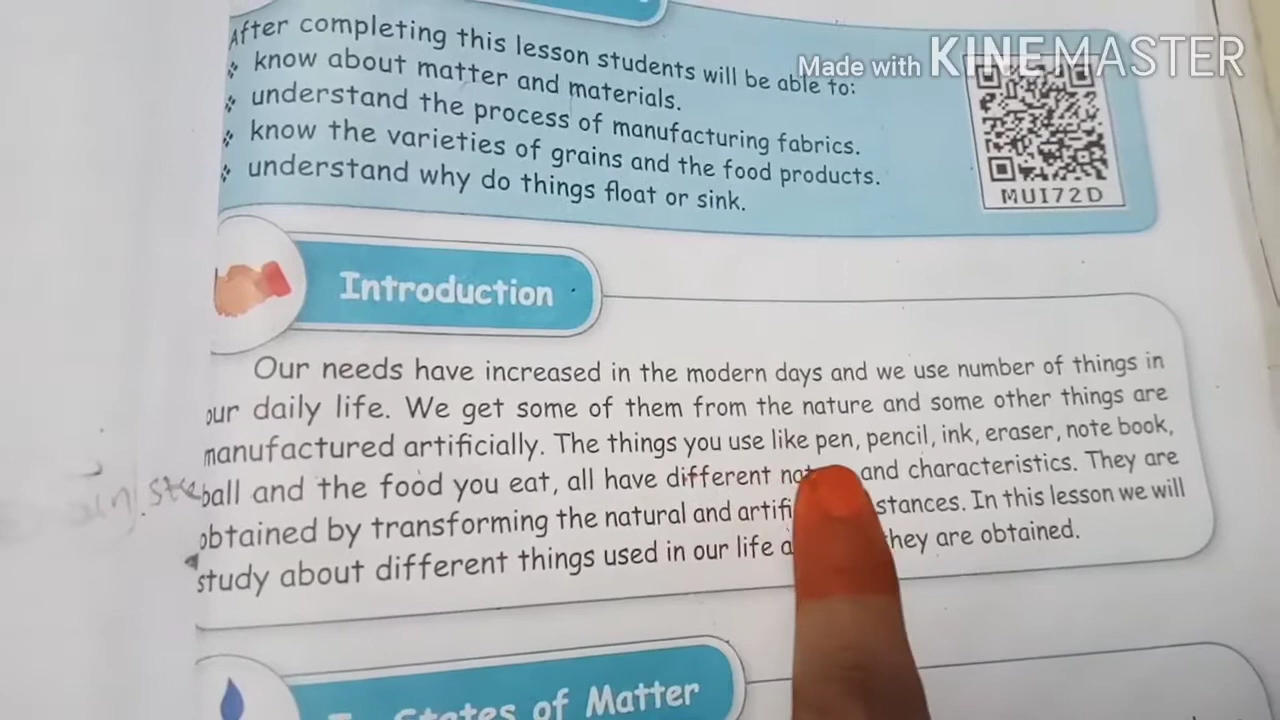 After completing this lesson students will be able to:
know about matter and materials.
understand the process of manufacturing fabrics.
know the varieties of grains and the food products.
understand why do things float or sink.
Made with KINEMASTER
MUI72D
Introduction
Our needs have increased in the modern days and we use number of things in
our daily life. We get some of them from the nature and some other things are
manufactured artificially. The things you use like pen, pencil, ink, eraser, note book,
ball and the food you eat, all have different and characteristics. They are
obtained by transforming the natural and In this lesson we will
study about different things used in our life they are obtained.
States of Matter